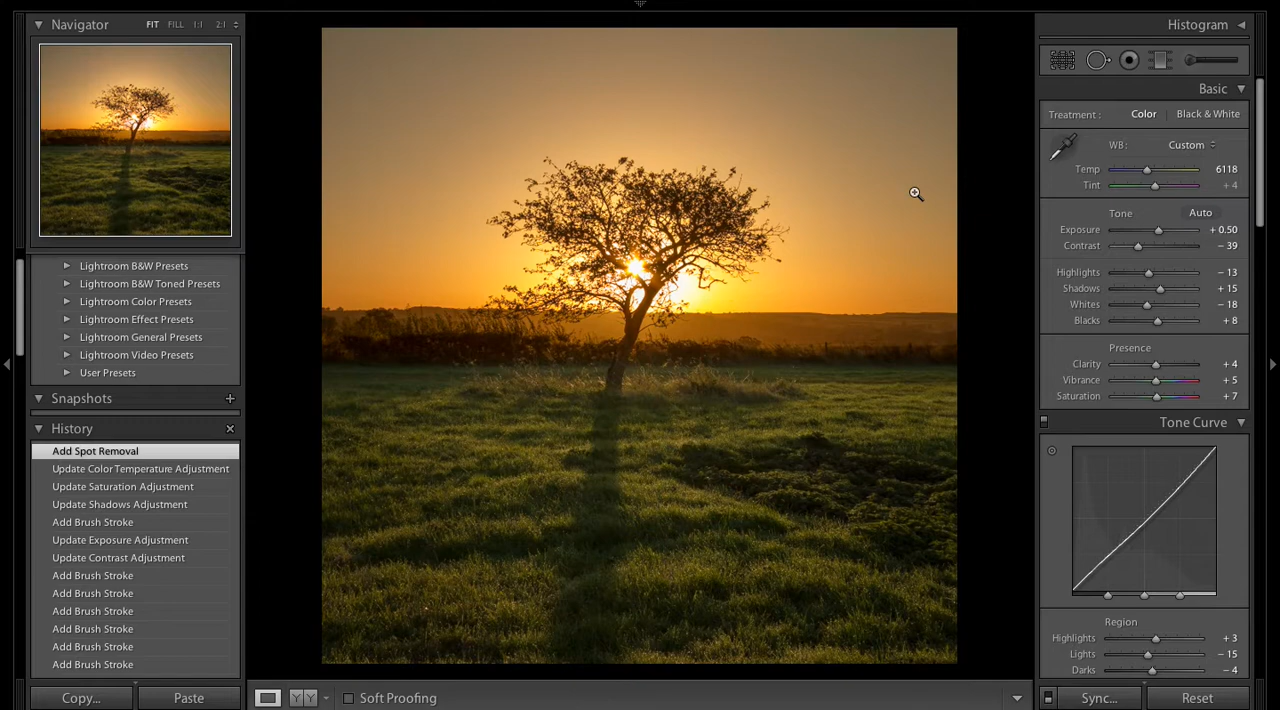 Navigator FIT FILL 1:1 2:1
Lightroom B&W Presets
Lightroom B&W Toned Presets
Lightroom Color Presets
Lightroom Effect Presets
Lightroom General Presets
Lightroom Video Presets
User Presets
Snapshots +
History ×
Add Spot Removal
Update Color Temperature Adjustment
Update Saturation Adjustment
Update Shadows Adjustment
Add Brush Stroke
Update Exposure Adjustment
Update Contrast Adjustment
Add Brush Stroke
Add Brush Stroke
Add Brush Stroke
Add Brush Stroke
Add Brush Stroke
Add Brush Stroke
Copy... Paste
YY Soft Proofing
Histogram
Basic
Treatment : Color Black & White
WB: Custom
Temp 6118
Tint + 4
Tone Auto
Exposure + 0.50
Contrast – 39
Highlights – 13
Shadows + 15
Whites – 18
Blacks + 8
Presence
Clarity + 4
Vibrance + 5
Saturation + 7
Tone Curve
Region
Highlights + 3
Lights – 15
Darks – 4
Sync... Reset